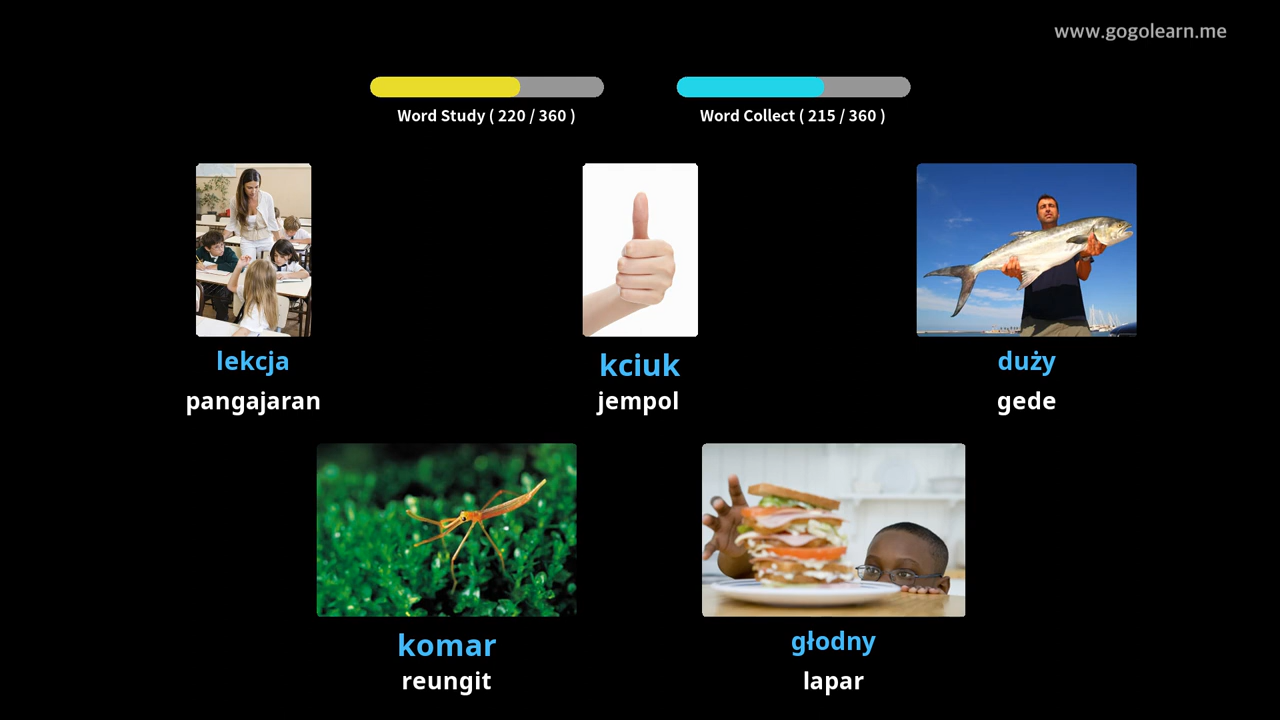 www.gogolearn.me
Word Study ( 220 / 360 )
Word Collect ( 215 / 360 )
lekcja
pangajaran
kciuk
jempol
duży
gede
komar
reungit
głodny
lapar